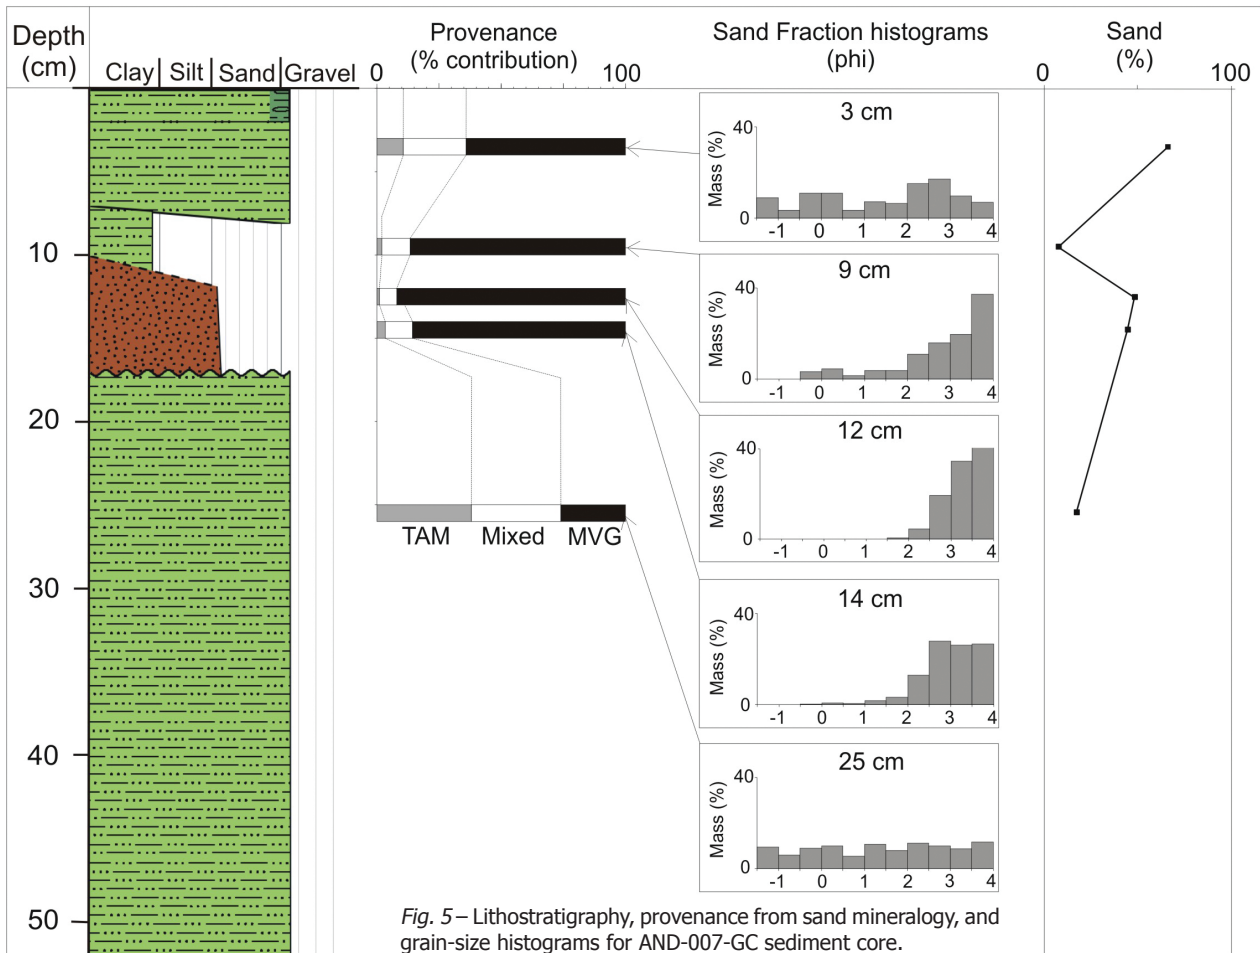 Depth
(cm)
Clay Silt Sand Gravel
Provenance
(% contribution)
0 100
Sand Fraction histograms
(phi)
Sand
(%)
0 100
10
20
30
40
50
TAM Mixed MVG
3 cm
Mass (%)
40
0
-1 0 1 2 3 4
9 cm
Mass (%)
40
0
-1 0 1 2 3 4
12 cm
Mass (%)
40
0
-1 0 1 2 3 4
14 cm
Mass (%)
40
0
-1 0 1 2 3 4
25 cm
Mass (%)
40
0
-1 0 1 2 3 4
Fig. 5 – Lithostratigraphy, provenance from sand mineralogy, and
grain-size histograms for AND-007-GC sediment core.